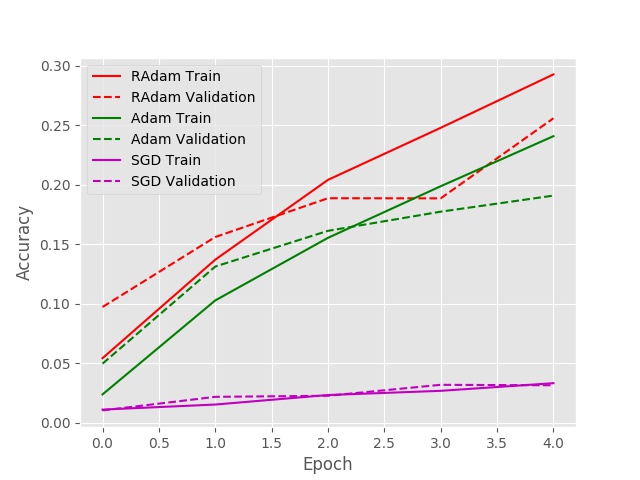 0.30
0.25
0.20
0.15
0.10
0.05
0.00
Accuracy
RAdam Train
RAdam Validation
Adam Train
Adam Validation
SGD Train
SGD Validation
0.0 0.5 1.0 1.5 2.0 2.5 3.0 3.5 4.0
Epoch